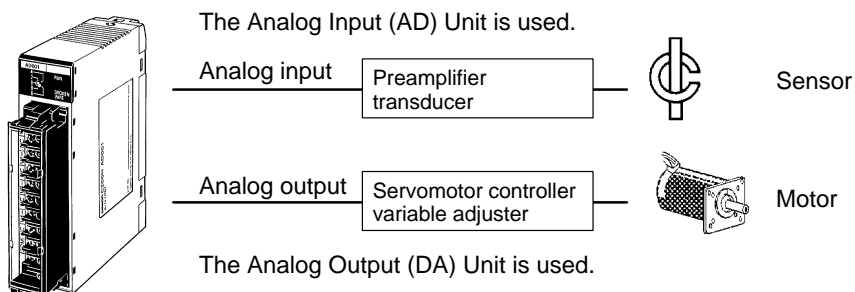 The Analog Input (AD) Unit is used.
AD001
Analog input
Preamplifier
transducer
Sensor
Analog output
Servomotor controller
variable adjuster
Motor
The Analog Output (DA) Unit is used.